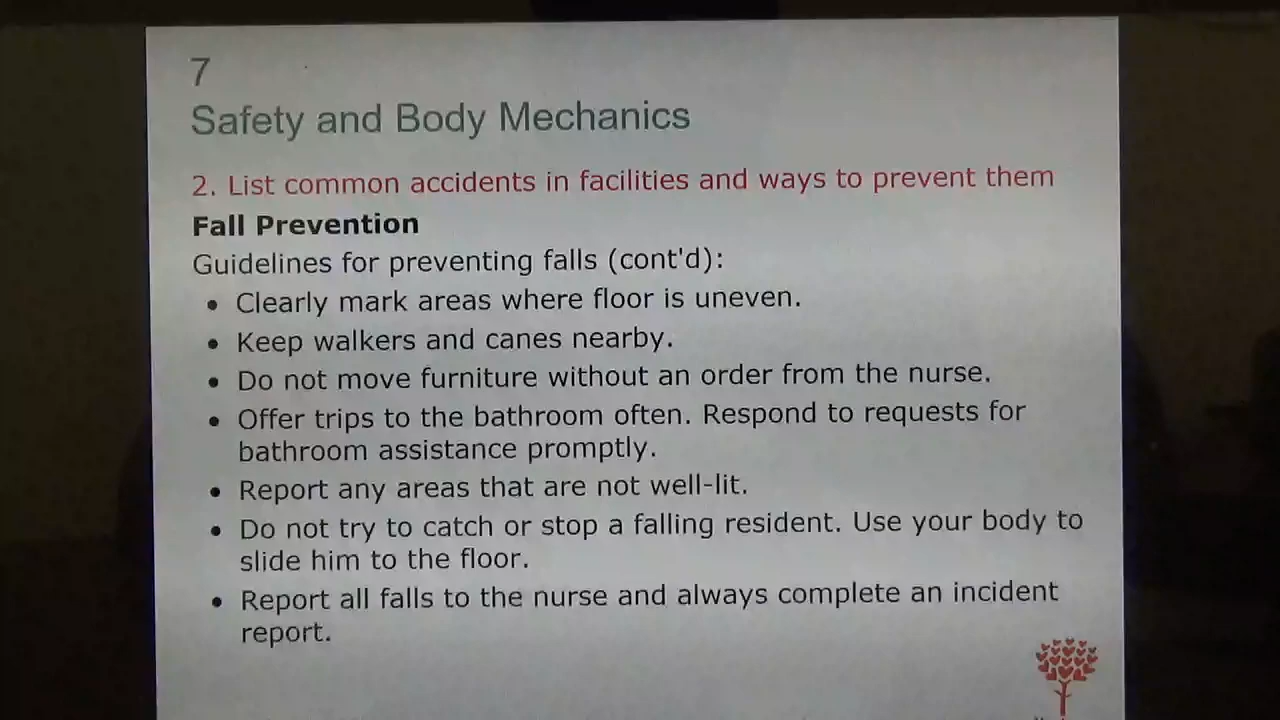 7
Safety and Body Mechanics
2. List common accidents in facilities and ways to prevent them
Fall Prevention
Guidelines for preventing falls (cont'd):
• Clearly mark areas where floor is uneven.
• Keep walkers and canes nearby.
• Do not move furniture without an order from the nurse.
• Offer trips to the bathroom often. Respond to requests for
bathroom assistance promptly.
• Report any areas that are not well-lit.
• Do not try to catch or stop a falling resident. Use your body to
slide him to the floor.
• Report all falls to the nurse and always complete an incident
report.